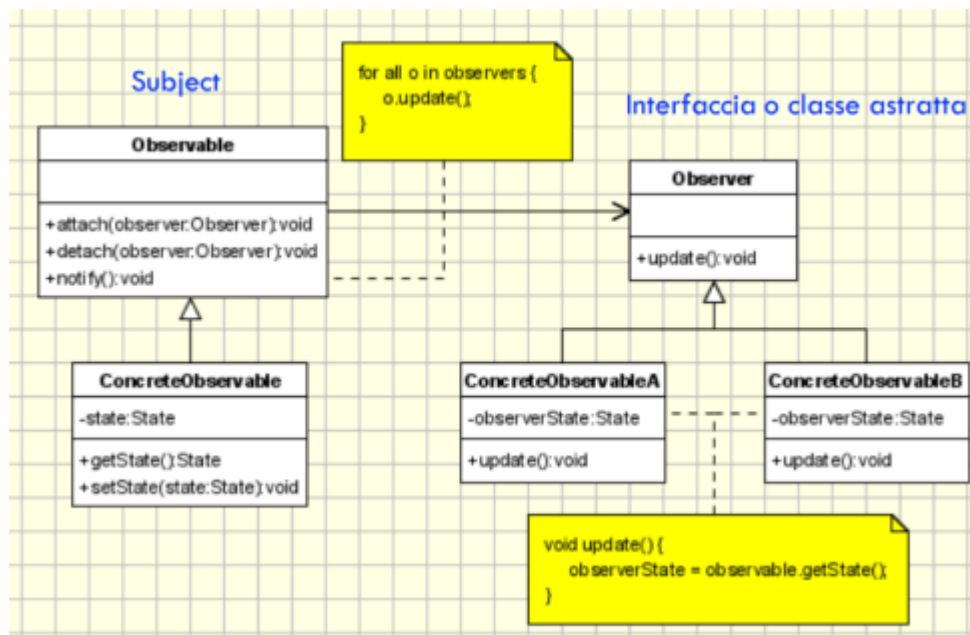 Subject
for all o in observers {
o.update();
}
Interfaccia o classe astratta
Observable
+attach(observer:Observer):void
+detach(observer:Observer):void
+notify():void
Observer
+update():void
ConcreteObservable
-state:State
+getState():State
+setState(state:State):void
ConcreteObservableA
-observerState:State
+update():void
ConcreteObservableB
-observerState:State
+update():void
void update() {
observerState = observable.getState();
}